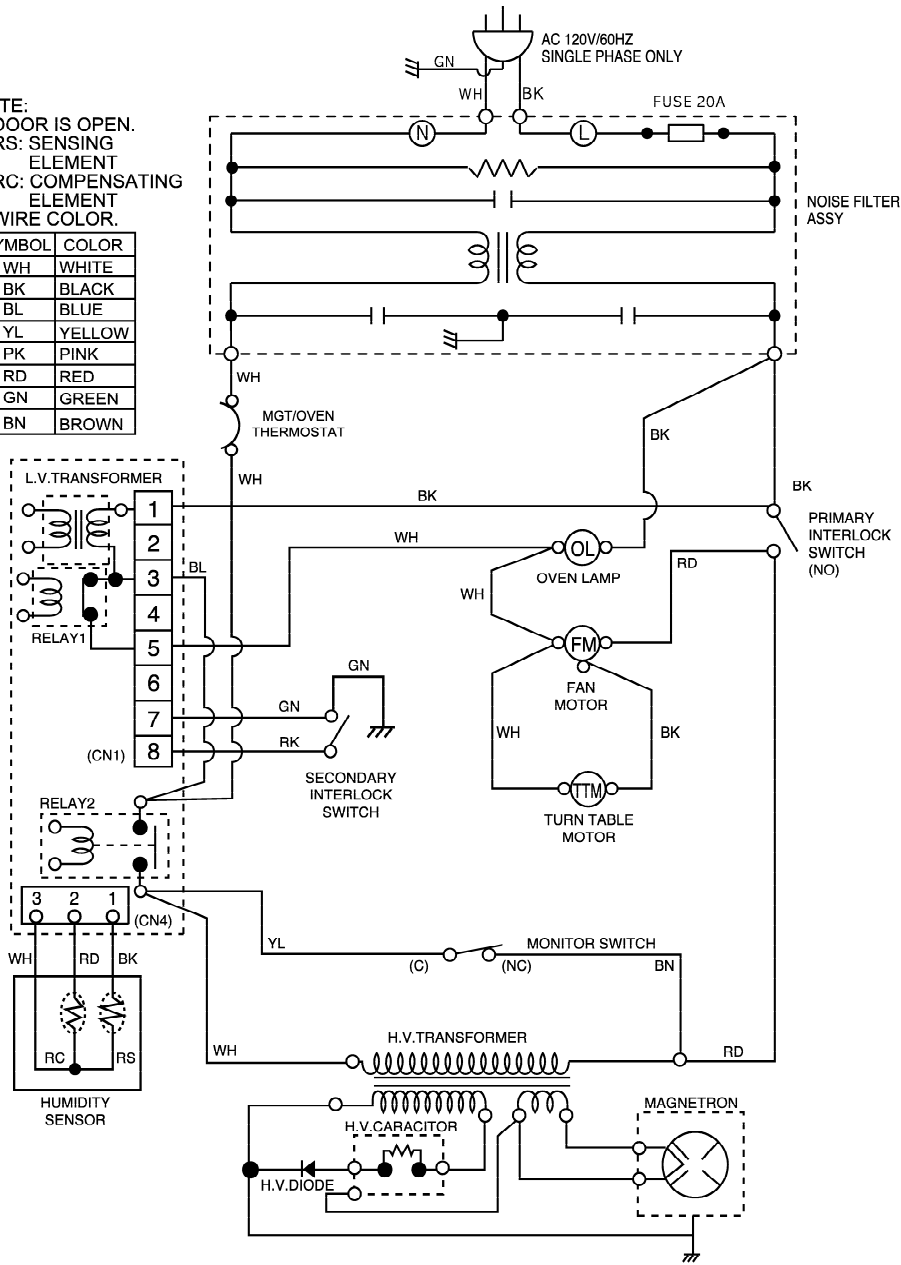 AC 120V/60HZ
SINGLE PHASE ONLY
GN
WH
BK
FUSE 20A
N
L
NOISE FILTER
ASSY
TE:
DOOR IS OPEN.
RS: SENSING
ELEMENT
RC: COMPENSATING
ELEMENT
WIRE COLOR.
YMBOL COLOR
WH WHITE
BK BLACK
BL BLUE
YL YELLOW
PK PINK
RD RED
GN GREEN
BN BROWN
WH
MGT/OVEN
THERMOSTAT
WH
BK
BK
L.V.TRANSFORMER
1
2
3
4
5
6
7
8
(CN1)
RELAY1
BL
BK
WH
OL
OVEN LAMP
PRIMARY
INTERLOCK
SWITCH
(NO)
RD
WH
FM
FAN
MOTOR
WH
BK
TTM
TURN TABLE
MOTOR
GN
GN
RK
SECONDARY
INTERLOCK
SWITCH
RELAY2
3 2 1
(CN4)
WH RD BK
RC RS
HUMIDITY
SENSOR
YL
MONITOR SWITCH
(C) (NC)
BN
WH
H.V.TRANSFORMER
RD
H.V.CARACITOR
H.V.DIODE
MAGNETRON